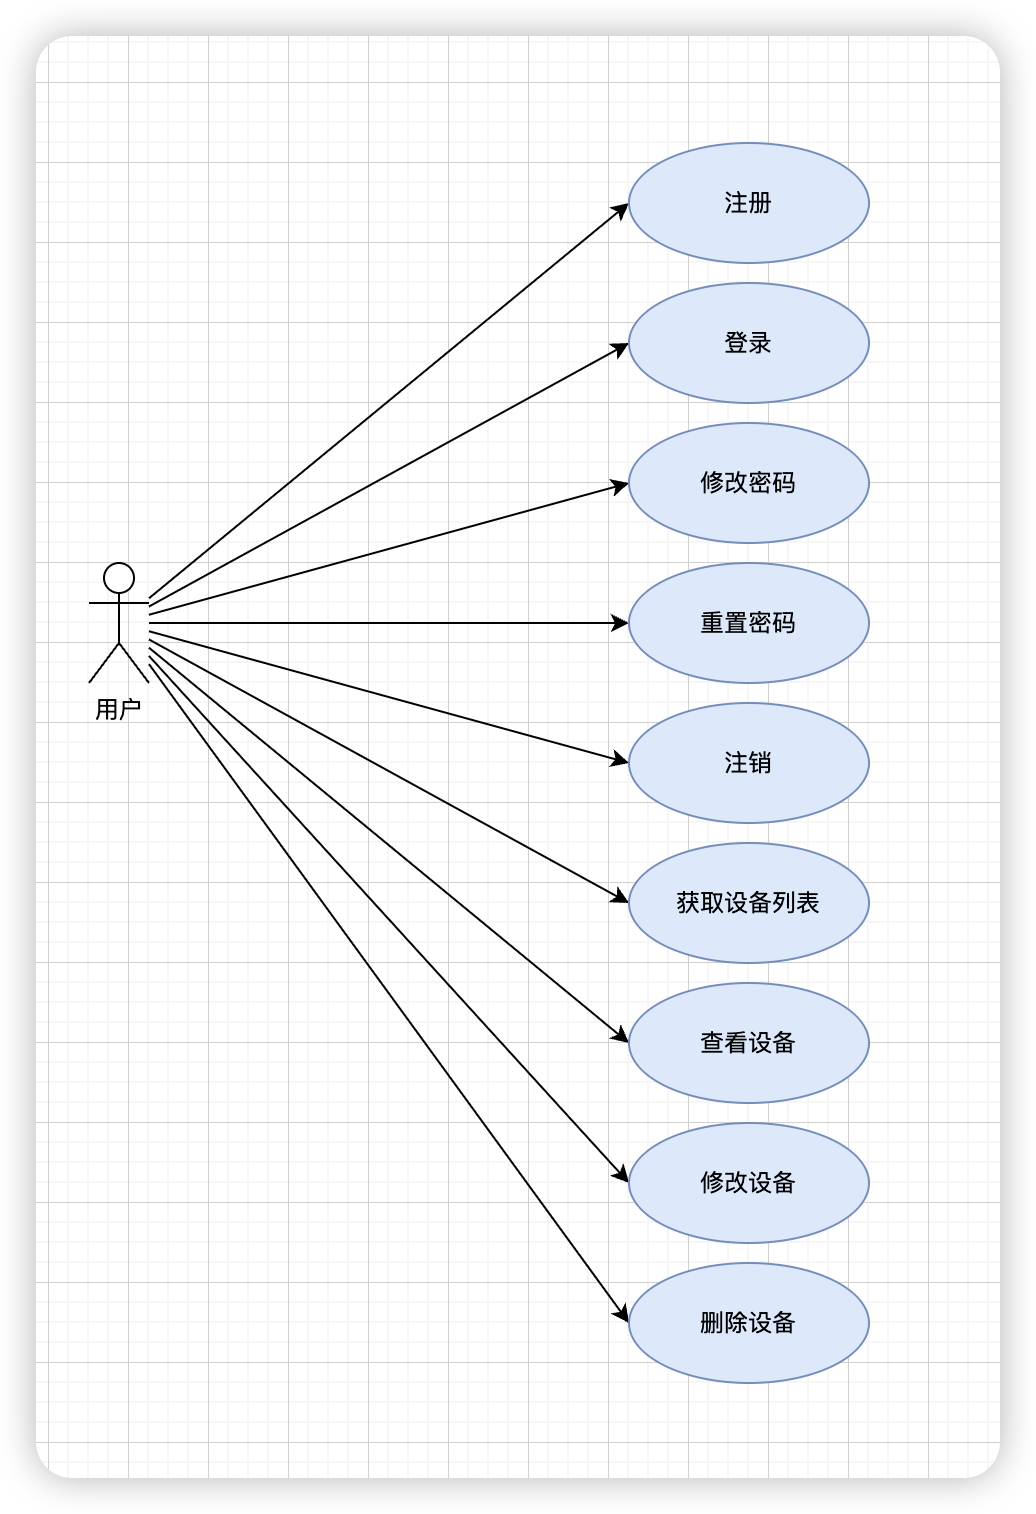 注册
登录
修改密码
重置密码
用户
注销
获取设备列表
查看设备
修改设备
删除设备